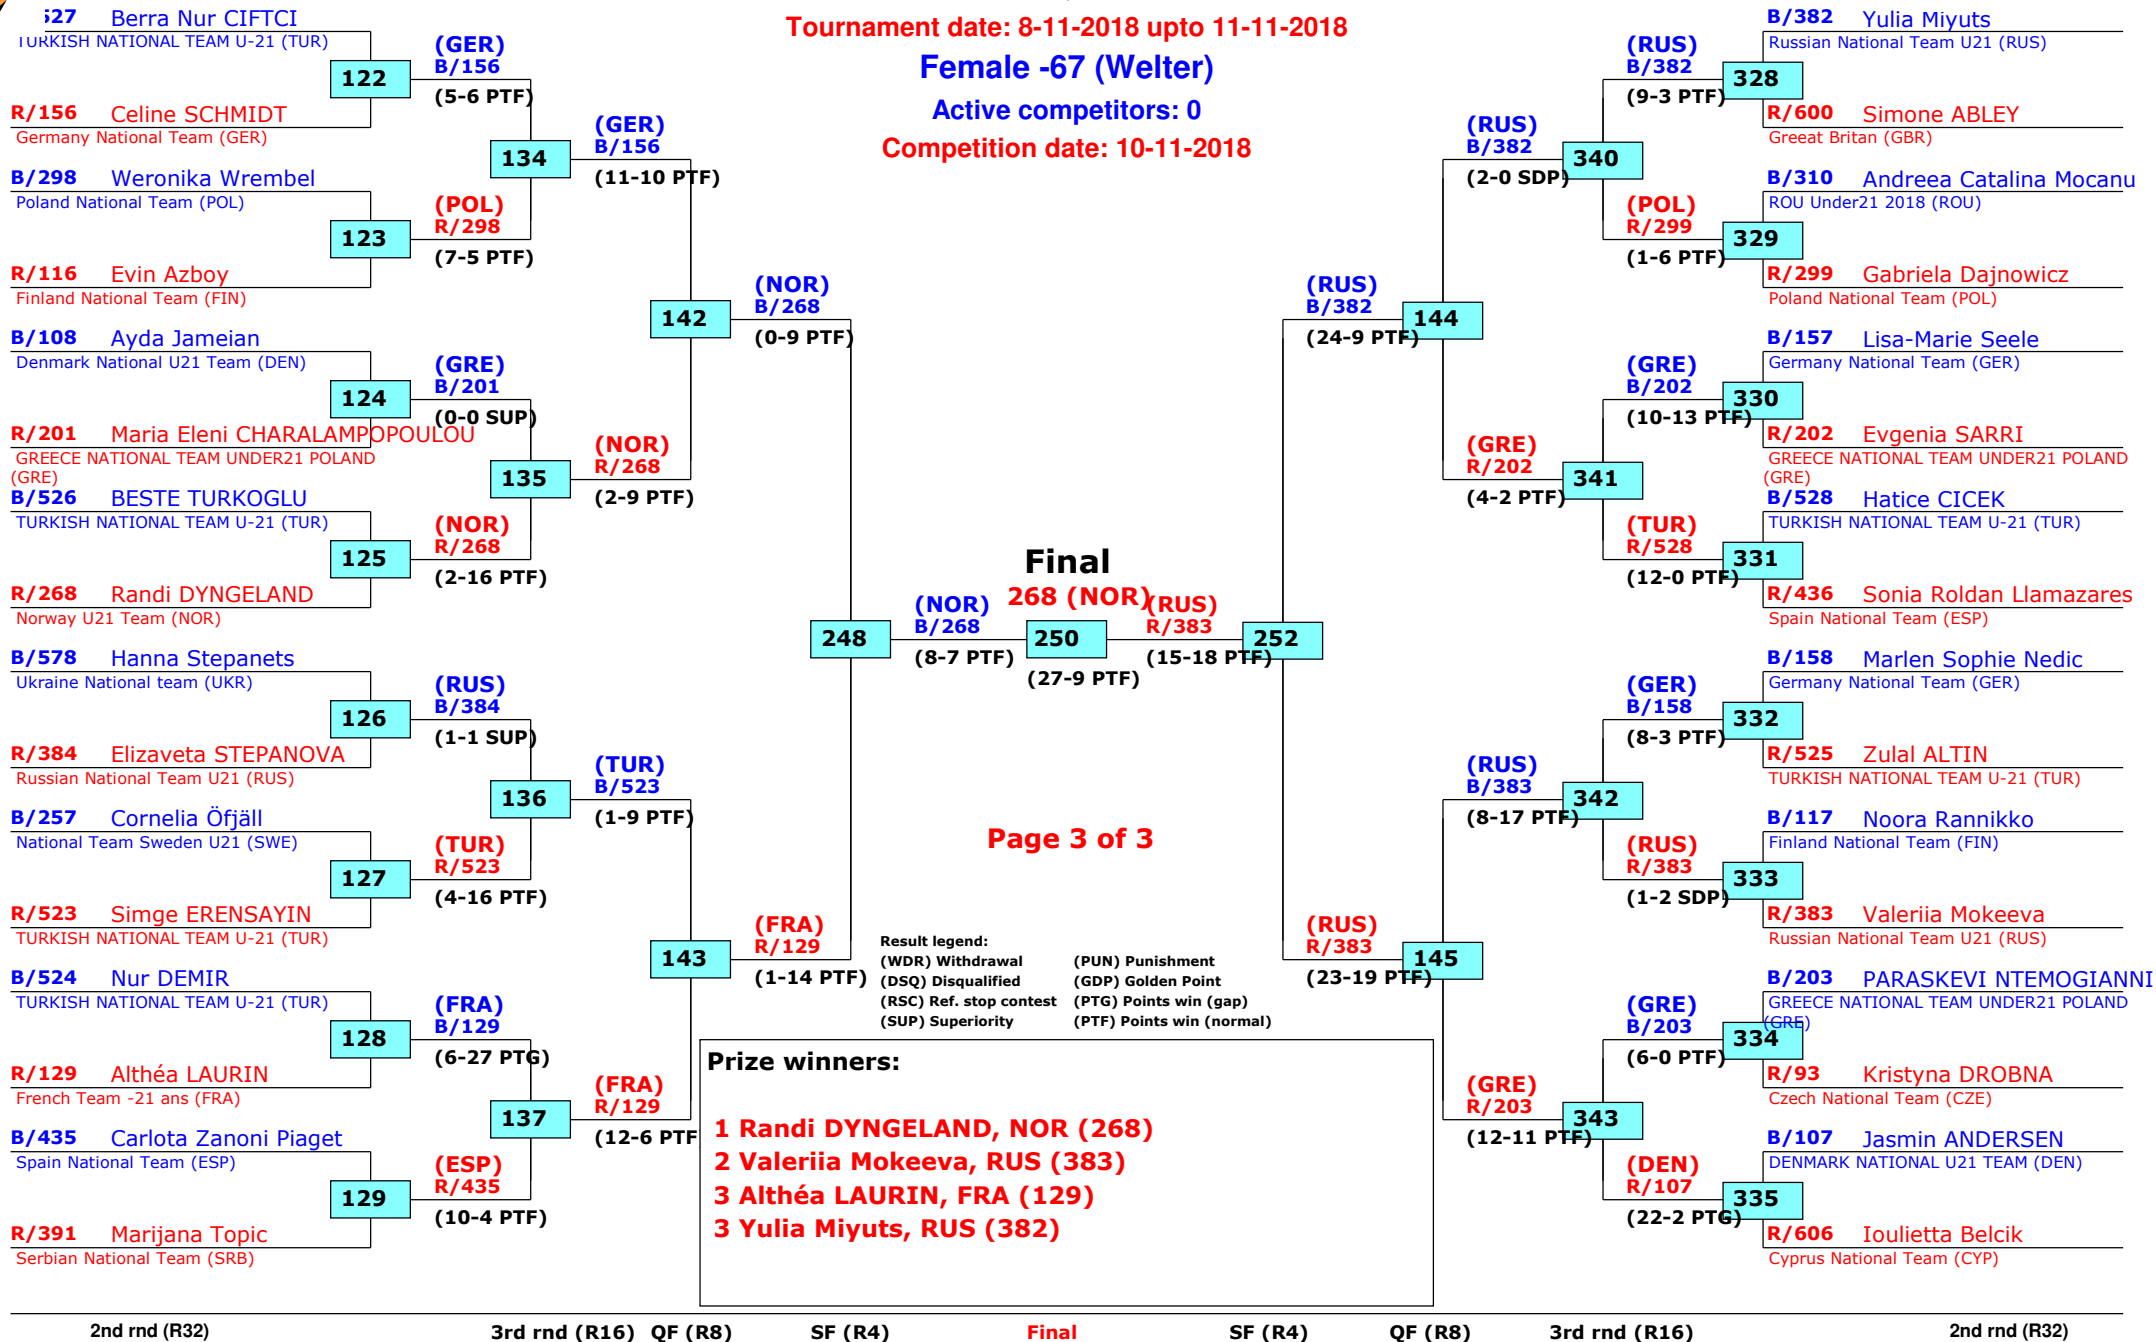 Tournament date: 8-11-2018 upto 11-11-2018
Female -67 (Welter)
Active competitors: 0
Competition date: 10-11-2018
527 Berra Nur CIFTCI
TURKISH NATIONAL TEAM U-21 (TUR)
122
R/156 Celine SCHMIDT
Germany National Team (GER)
B/298 Weronika Wrembel
Poland National Team (POL)
123
R/116 Evin Azboy
Finland National Team (FIN)
B/108 Ayda Jameian
Denmark National U21 Team (DEN)
124
R/201 Maria Eleni CHARALAMPOPOULOU
GREECE NATIONAL TEAM UNDER21 POLAND
(GRE)
B/526 BESTE TURKOGLU
TURKISH NATIONAL TEAM U-21 (TUR)
125
R/268 Randi DYNGELAND
Norway U21 Team (NOR)
B/578 Hanna Stepanets
Ukraine National team (UKR)
126
R/384 Elizaveta STEPANOVA
Russian National Team U21 (RUS)
B/257 Cornelia Öfjäll
National Team Sweden U21 (SWE)
127
R/523 Simge ERENSAYIN
TURKISH NATIONAL TEAM U-21 (TUR)
B/524 Nur DEMIR
TURKISH NATIONAL TEAM U-21 (TUR)
128
R/129 Althéa LAURIN
French Team -21 ans (FRA)
B/435 Carlota Zanoni Piaget
Spain National Team (ESP)
129
R/391 Marijana Topic
Serbian National Team (SRB)
(GER)
B/156
(5-6 PTF)
134
(POL)
R/298
(7-5 PTF)
(GRE)
B/201
(0-0 SUP)
135
(NOR)
R/268
(2-16 PTF)
(RUS)
B/384
(1-1 SUP)
136
(TUR)
R/523
(4-16 PTF)
(FRA)
B/129
(6-27 PTG)
137
(ESP)
R/435
(10-4 PTF)
(GER)
B/156
(11-10 PTF)
142
(NOR)
R/268
(2-9 PTF)
(TUR)
B/523
(1-9 PTF)
143
(FRA)
R/129
(12-6 PTF
(NOR)
B/268
(0-9 PTF)
248
(FRA)
R/129
(1-14 PTF)
(NOR)
B/268
(8-7 PTF)
Final
268 (NOR)
250
(27-9 PTF)
(RUS)
R/383
(15-18 PTF)
252
Page 3 of 3
(RUS)
B/382
(24-9 PTF)
144
(RUS)
R/383
(23-19 PTF)
145
(RUS)
B/382
(2-0 SDP)
340
(GRE)
R/202
(4-2 PTF)
341
(RUS)
B/383
(8-17 PTF)
342
(GRE)
R/203
(12-11 PTF)
343
(RUS)
B/382
(9-3 PTF)
328
(POL)
R/299
(1-6 PTF)
329
(GRE)
B/202
(10-13 PTF)
330
(TUR)
R/528
(12-0 PTF)
331
(GER)
B/158
(8-3 PTF)
332
(RUS)
R/383
(1-2 SDP)
333
(GRE)
B/203
(6-0 PTF)
334
(DEN)
R/107
(22-2 PTG)
335
B/382 Yulia Miyuts
Russian National Team U21 (RUS)
R/600 Simone ABLEY
Greeat Britan (GBR)
B/310 Andreea Catalina Mocanu
ROU Under21 2018 (ROU)
R/299 Gabriela Dajnowicz
Poland National Team (POL)
B/157 Lisa-Marie Seele
Germany National Team (GER)
R/202 Evgenia SARRI
GREECE NATIONAL TEAM UNDER21 POLAND
(GRE)
B/528 Hatice CICEK
TURKISH NATIONAL TEAM U-21 (TUR)
R/436 Sonia Roldan Llamazares
Spain National Team (ESP)
B/158 Marlen Sophie Nedic
Germany National Team (GER)
R/525 Zulal ALTIN
TURKISH NATIONAL TEAM U-21 (TUR)
B/117 Noora Rannikko
Finland National Team (FIN)
R/383 Valeriia Mokeeva
Russian National Team U21 (RUS)
B/203 PARASKEVI NTEMOGIANNI
GREECE NATIONAL TEAM UNDER21 POLAND
(GRE)
R/93 Kristyna DROBNA
Czech National Team (CZE)
B/107 Jasmin ANDERSEN
DENMARK NATIONAL U21 TEAM (DEN)
R/606 Ioulietta Belcik
Cyprus National Team (CYP)
Result legend:
(WDR) Withdrawal (PUN) Punishment
(DSQ) Disqualified (GDP) Golden Point
(RSC) Ref. stop contest (PTG) Points win (gap)
(SUP) Superiority (PTF) Points win (normal)
Prize winners:
1 Randi DYNGELAND, NOR (268)
2 Valeriia Mokeeva, RUS (383)
3 Althéa LAURIN, FRA (129)
3 Yulia Miyuts, RUS (382)
2nd rnd (R32) 3rd rnd (R16) QF (R8) SF (R4) Final SF (R4) QF (R8) 3rd rnd (R16) 2nd rnd (R32)